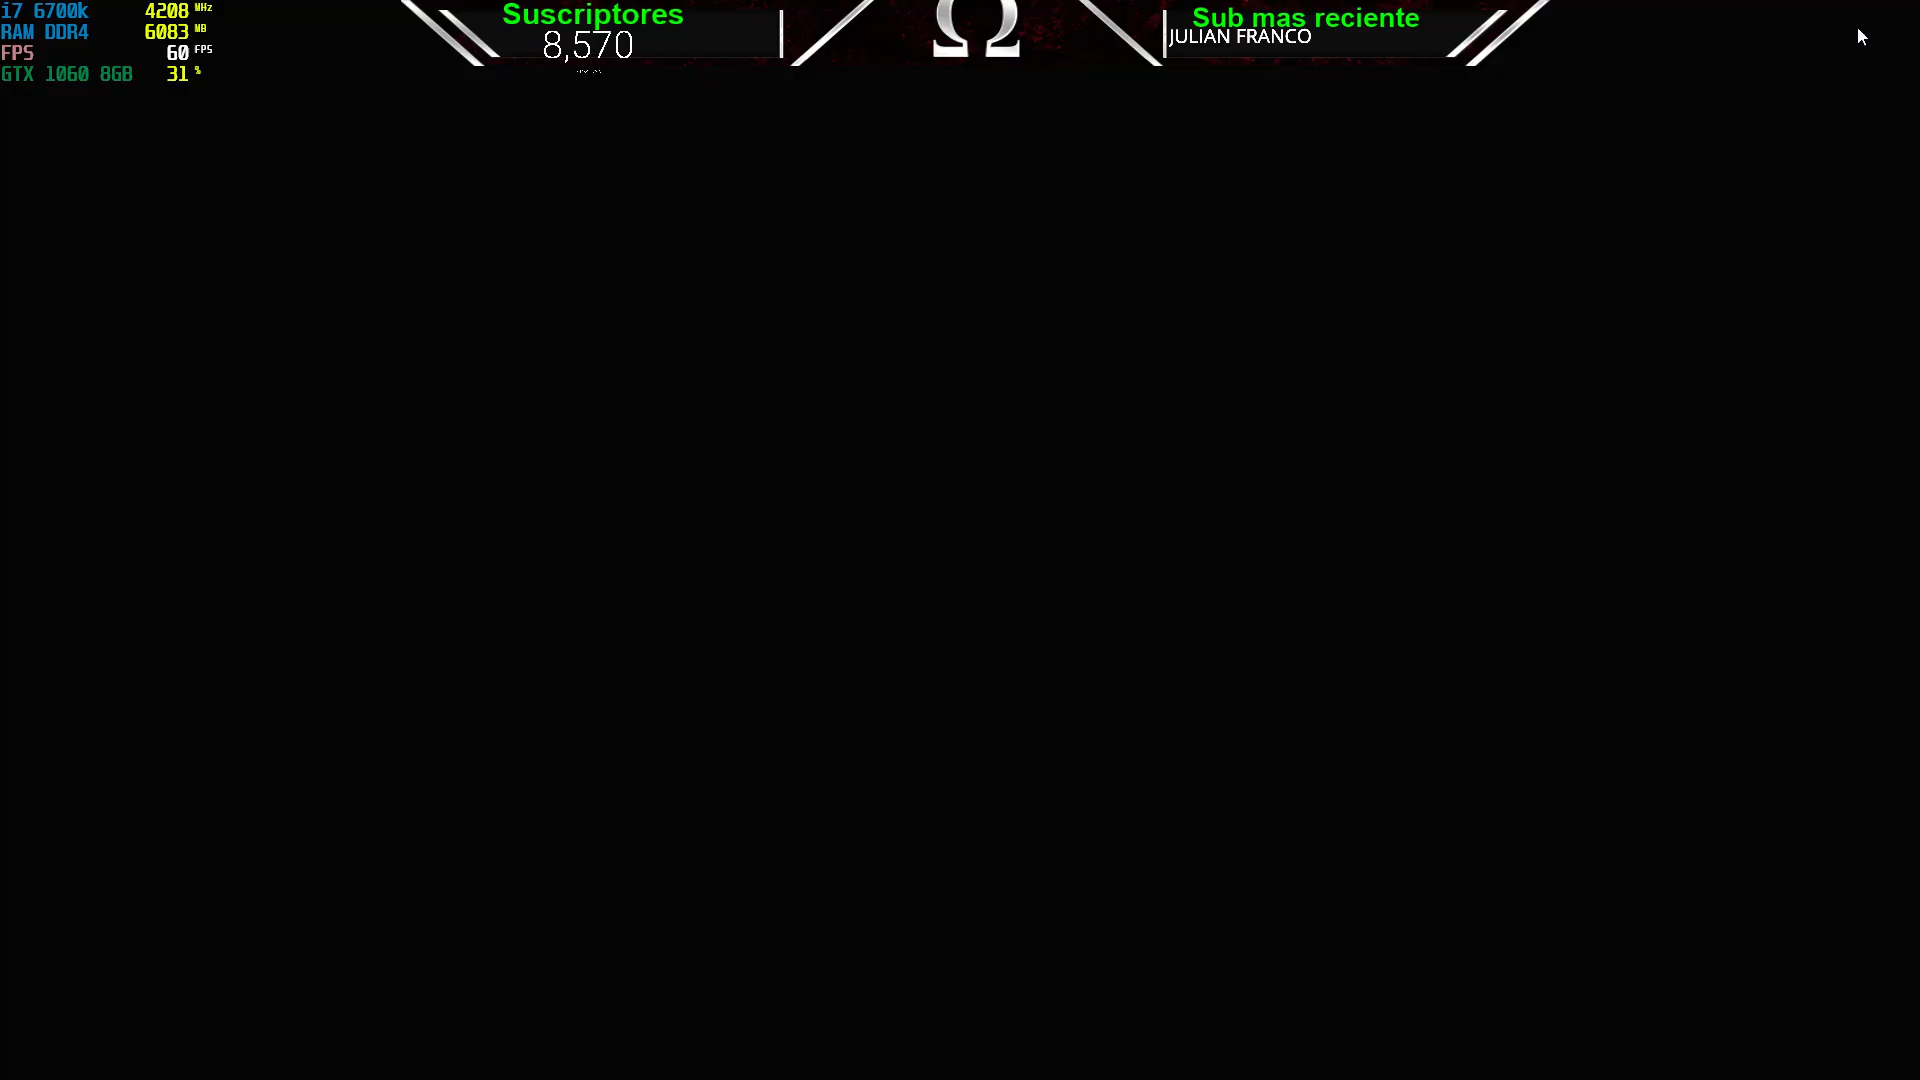 i7 6700k 4208 MHz
RAM DDR4 6083 MB
FPS 60 FPS
GTX 1060 8GB 31 %
Suscriptores
8,570
Ω
Sub mas reciente
JULIAN FRANCO